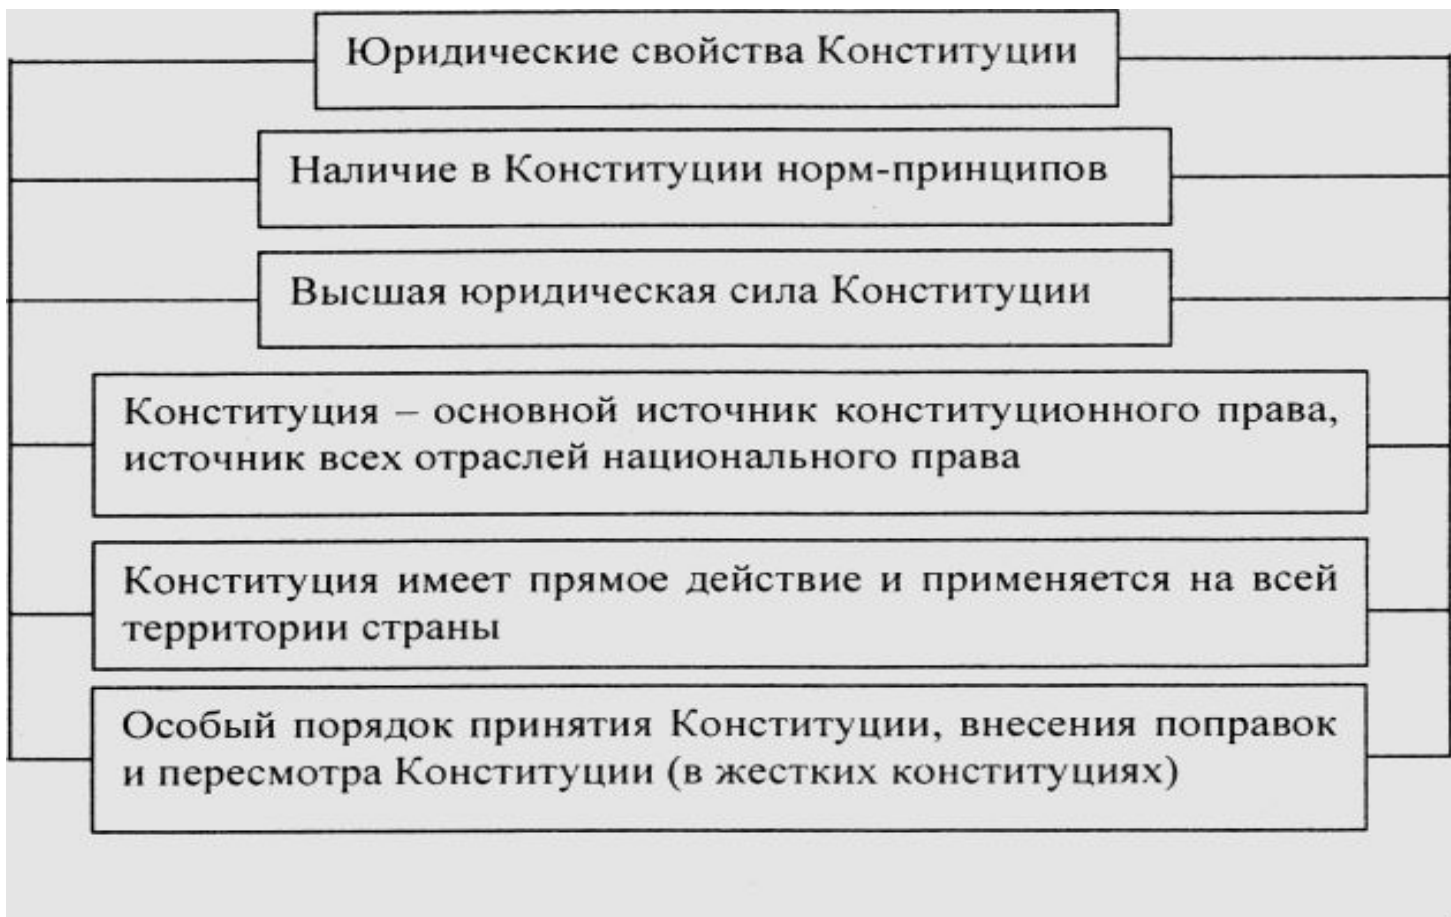 Юридические свойства Конституции
Наличие в Конституции норм-принципов
Высшая юридическая сила Конституции
Конституция – основной источник конституционного права,
источник всех отраслей национального права
Конституция имеет прямое действие и применяется на всей
территории страны
Особый порядок принятия Конституции, внесения поправок
и пересмотра Конституции (в жестких конституциях)